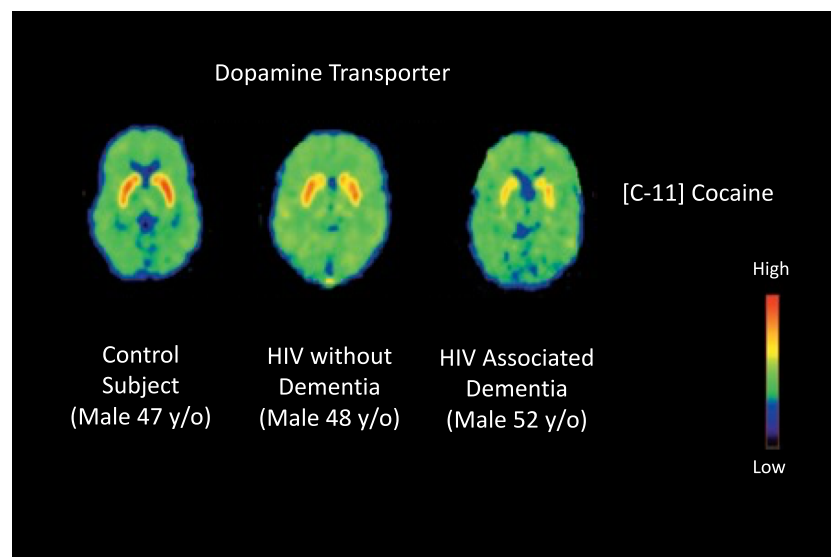 Dopamine Transporter
[C-11] Cocaine
High
Low
Control
Subject
(Male 47 y/o)
HIV without
Dementia
(Male 48 y/o)
HIV Associated
Dementia
(Male 52 y/o)